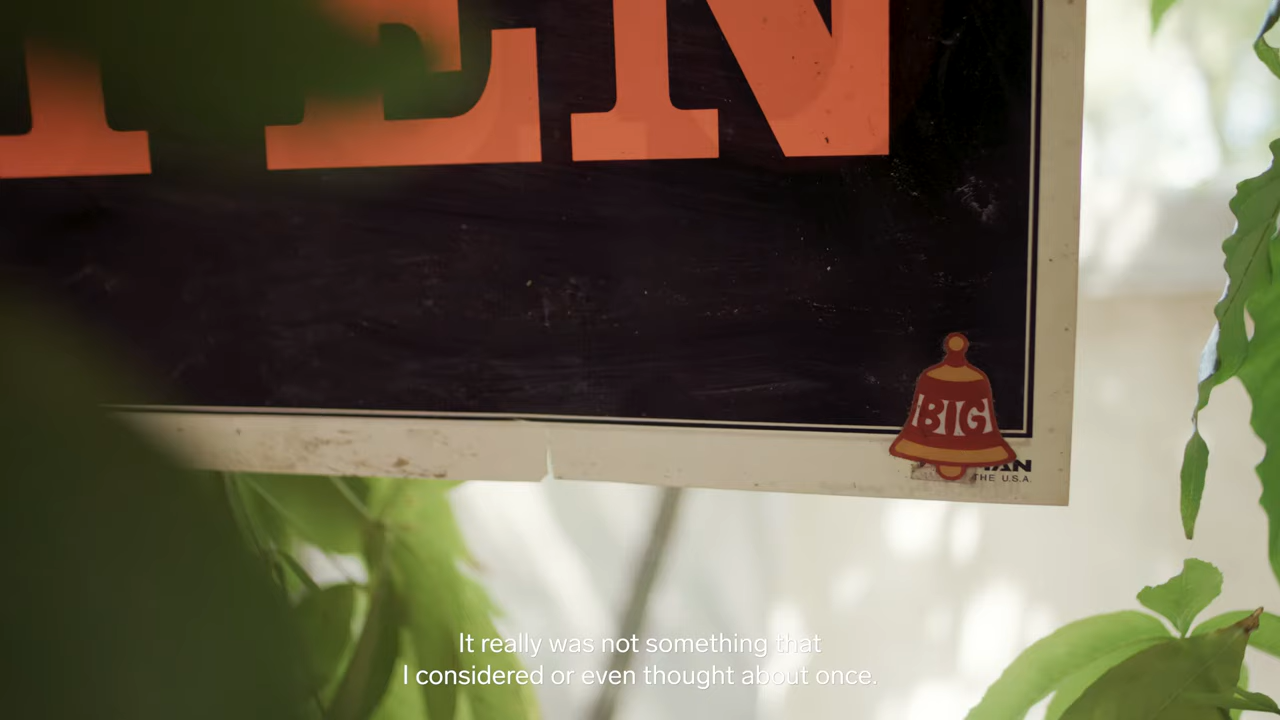 EN
BIG
THE U.S.A.
It really was not something that
I considered or even thought about once.